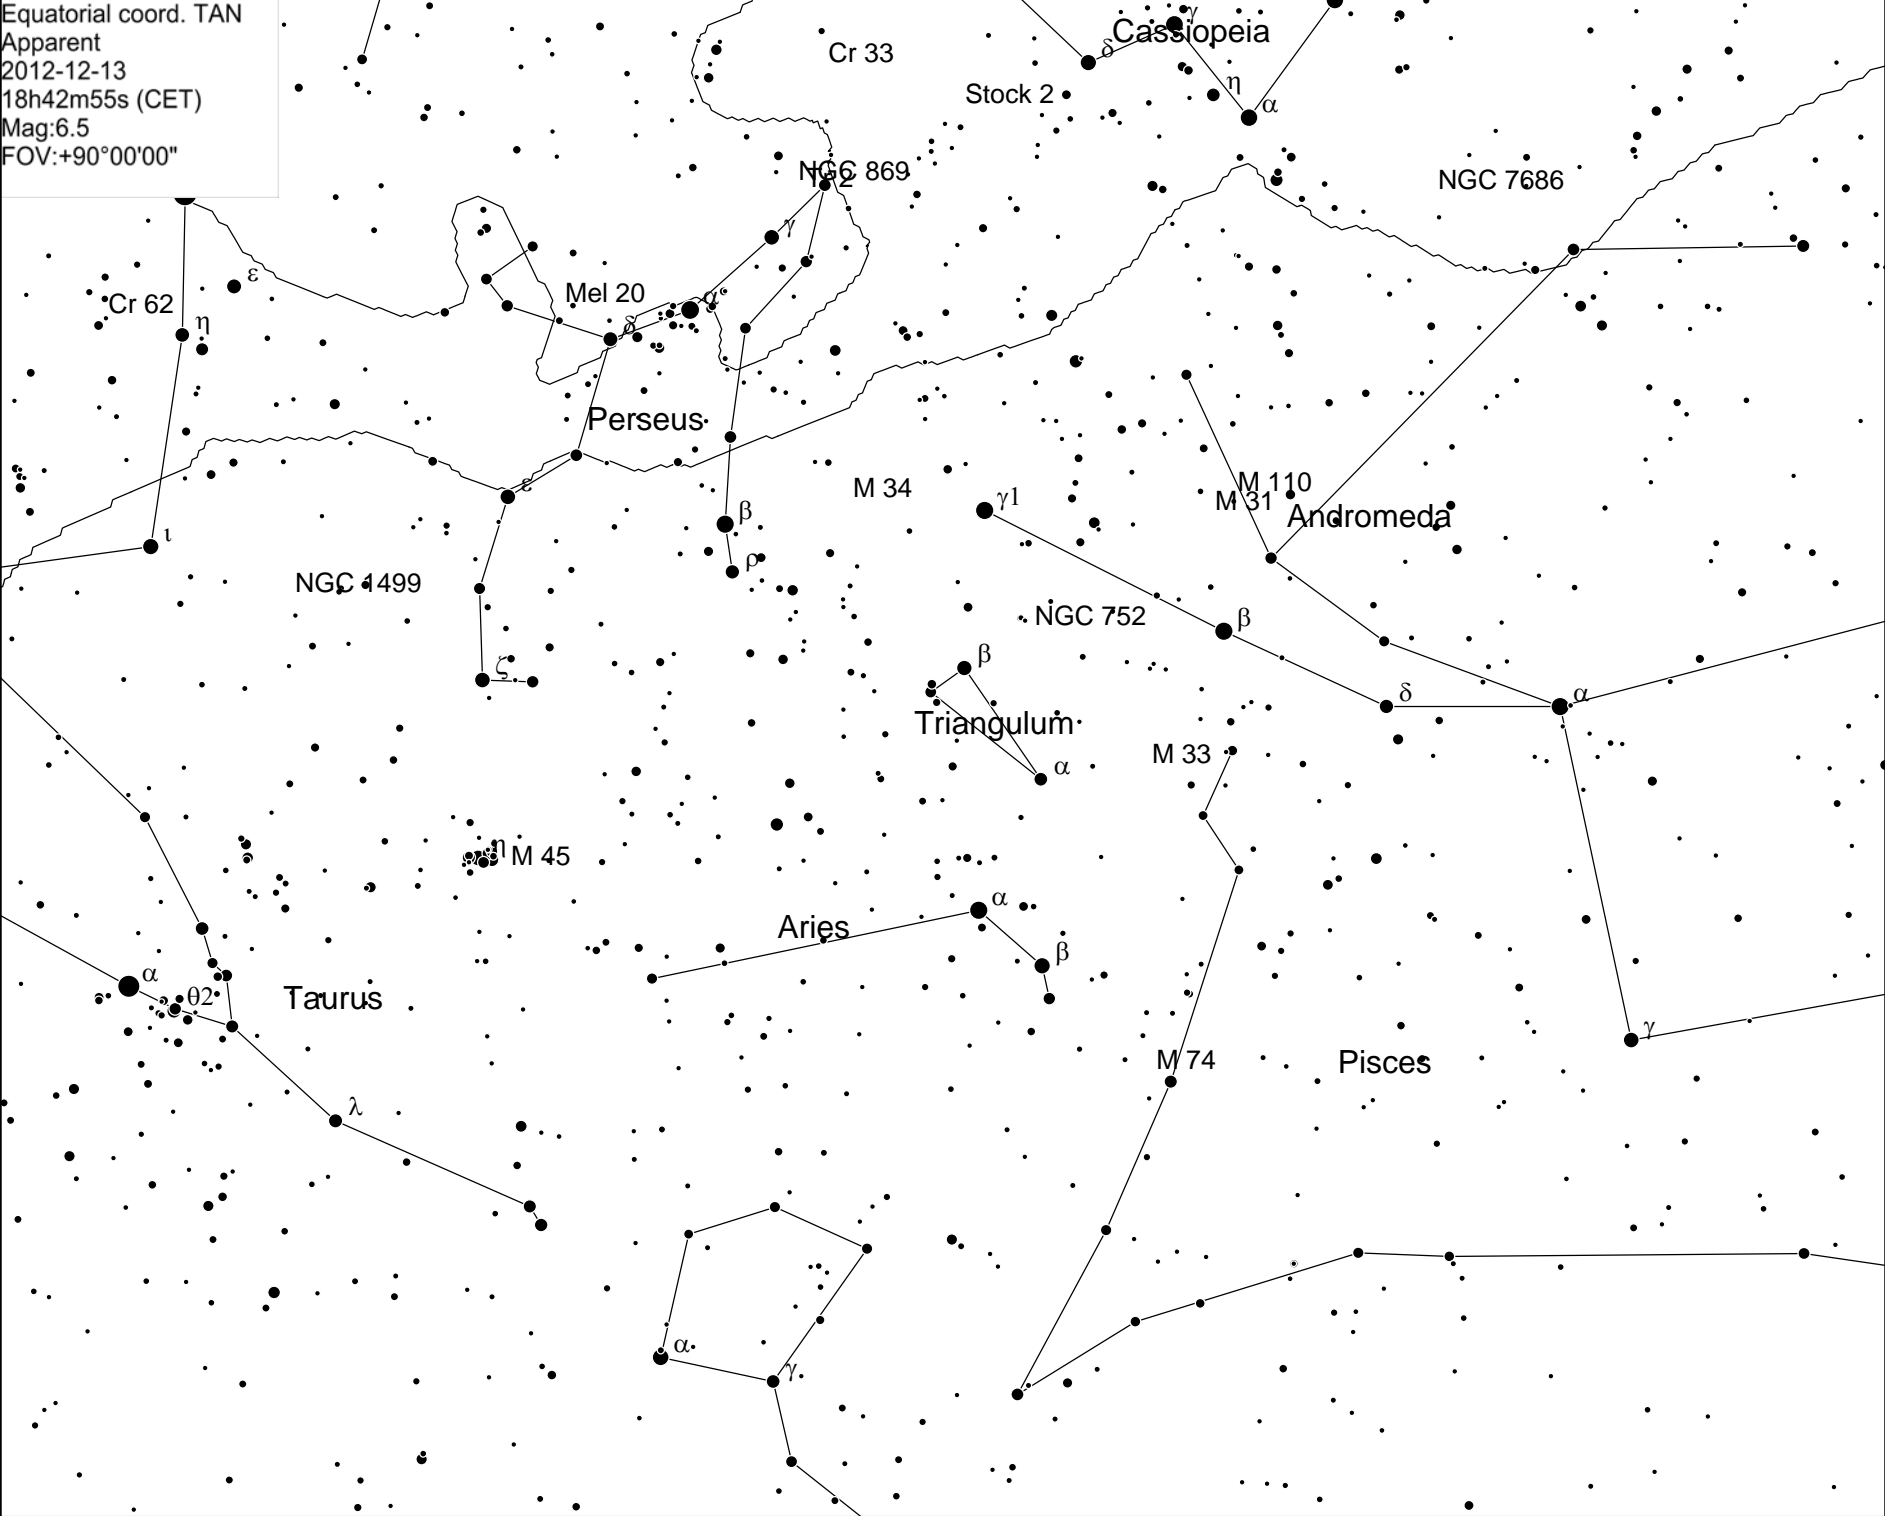 Equatorial coord. TAN
Apparent
2012-12-13
18h42m55s (CET)
Mag:6.5
FOV:+90°00'00"
γ
Cassiopeia
δ
Cr 33
η
Stock 2
α
NGC 869
NGC 7686
γ
ε
Mel 20
α
Cr 62
η
δ
Perseus
M 110
M 34
γ1
M 31
Andromeda
ε
β
ι
ρ
NGC 1499
NGC 752
β
β
ζ
δ
α
Triangulum
M 33
α
η
M 45
α
Aries
β
α
θ2
Taurus
γ
M 74
Pisces
λ
α
γ